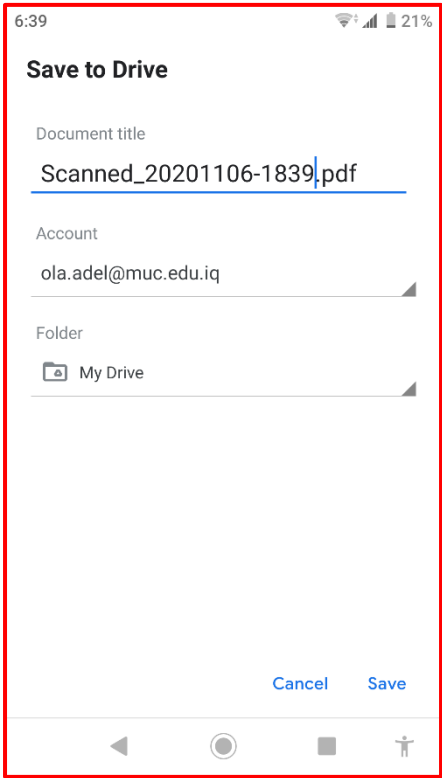 6:39 21%
Save to Drive
Document title
Scanned_20201106-1839.pdf
Account
ola.adel@muc.edu.iq
Folder
My Drive
Cancel Save